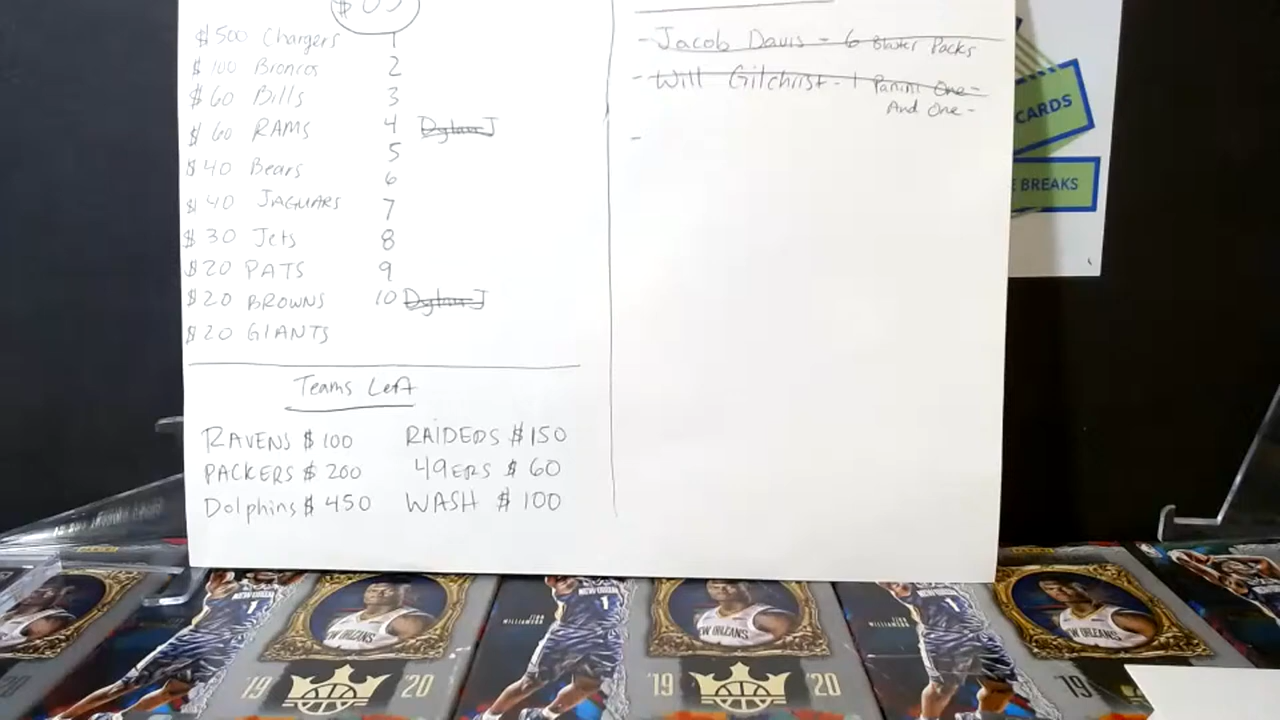 $500 Chargers 1
$100 Broncos 2
$60 Bills 3
$60 RAMS 4 Dylan J
5
$40 Bears 6
$40 JAGUARS 7
$30 Jets 8
$20 PATS 9
$20 BROWNS 10 Dylan J
$20 GIANTS
Teams Left
RAVENS $100 RAIDERS $150
PACKERS $200 49ERS $60
Dolphins $450 WASH $100
- Jacob Davis - 6 Blaster Packs
- Will Gilchrist - 1 Panini One-
And One -
-
CARDS
BREAKS
NEW ORLEANS
'19 '20
ZION
WILLIAMSON
NEW ORLEANS
'19 '20
NEW ORLEANS
'19